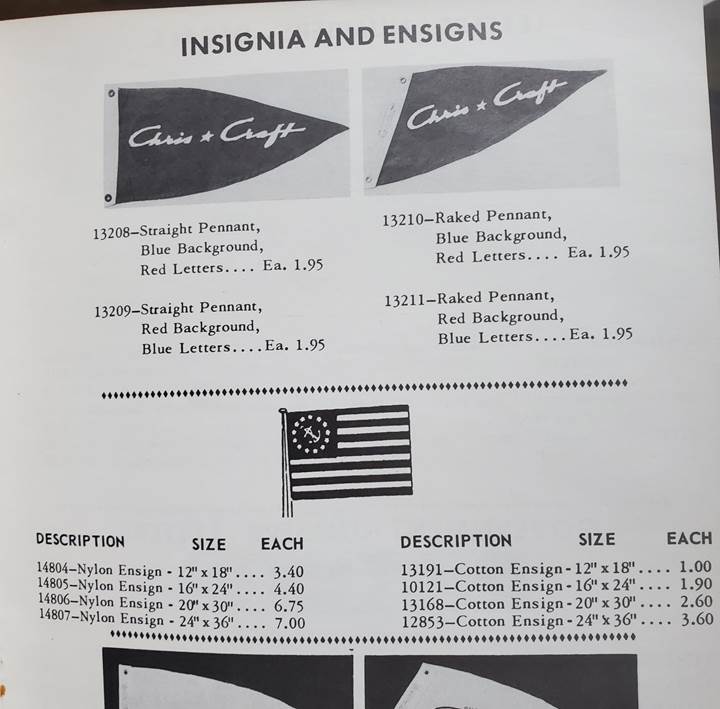 INSIGNIA AND ENSIGNS
Chris ★ Craft
Chris ★ Craft
13208—Straight Pennant,
Blue Background,
Red Letters.... Ea. 1.95
13210—Raked Pennant,
Blue Background,
Red Letters.... Ea. 1.95
13209—Straight Pennant,
Red Background,
Blue Letters....Ea. 1.95
13211—Raked Pennant,
Red Background,
Blue Letters....Ea. 1.95
DESCRIPTION SIZE EACH
14804—Nylon Ensign - 12" x 18".... 3.40
14805—Nylon Ensign - 16" x 24".... 4.40
14806—Nylon Ensign - 20" x 30".... 6.75
14807—Nylon Ensign - 24" x 36".... 7.00
DESCRIPTION SIZE EACH
13191—Cotton Ensign - 12" x 18".... 1.00
10121—Cotton Ensign - 16" x 24".... 1.90
13168—Cotton Ensign - 20" x 30".... 2.60
12853—Cotton Ensign - 24" x 36".... 3.60